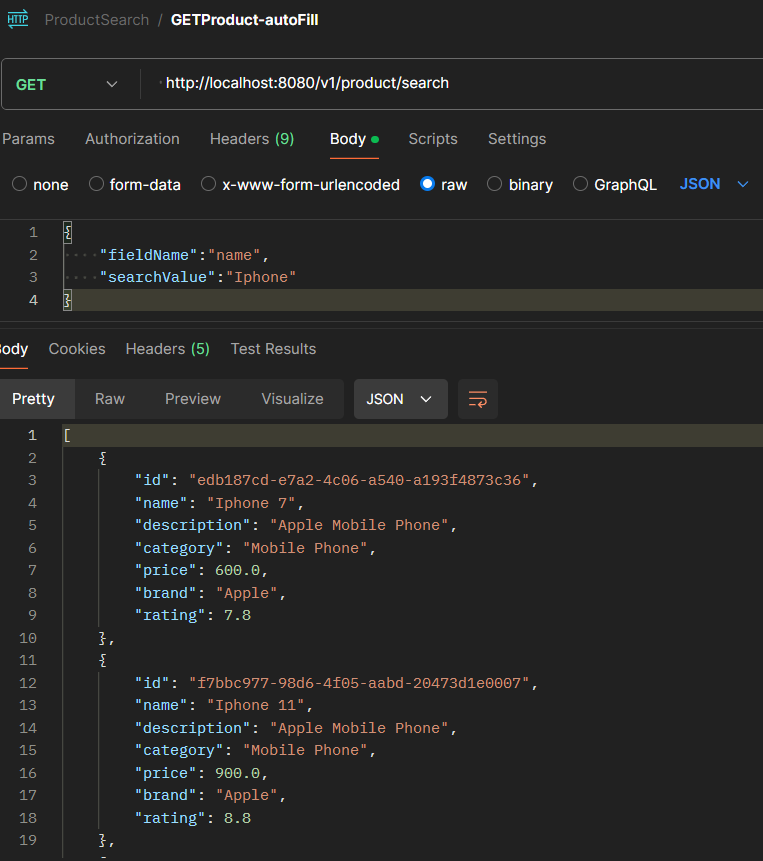 HTTP ProductSearch / GETProduct-autoFill
GET http://localhost:8080/v1/product/search
Params Authorization Headers (9) Body Scripts Settings
none form-data x-www-form-urlencoded raw binary GraphQL JSON
1 {
2 "fieldName":"name",
3 "searchValue":"Iphone"
4 }
Body Cookies Headers (5) Test Results
Pretty Raw Preview Visualize JSON
1 [
2 {
3 "id": "edb187cd-e7a2-4c06-a540-a193f4873c36",
4 "name": "Iphone 7",
5 "description": "Apple Mobile Phone",
6 "category": "Mobile Phone",
7 "price": 600.0,
8 "brand": "Apple",
9 "rating": 7.8
10 },
11 {
12 "id": "f7bbc977-98d6-4f05-aabd-20473d1e0007",
13 "name": "Iphone 11",
14 "description": "Apple Mobile Phone",
15 "category": "Mobile Phone",
16 "price": 900.0,
17 "brand": "Apple",
18 "rating": 8.8
19 },